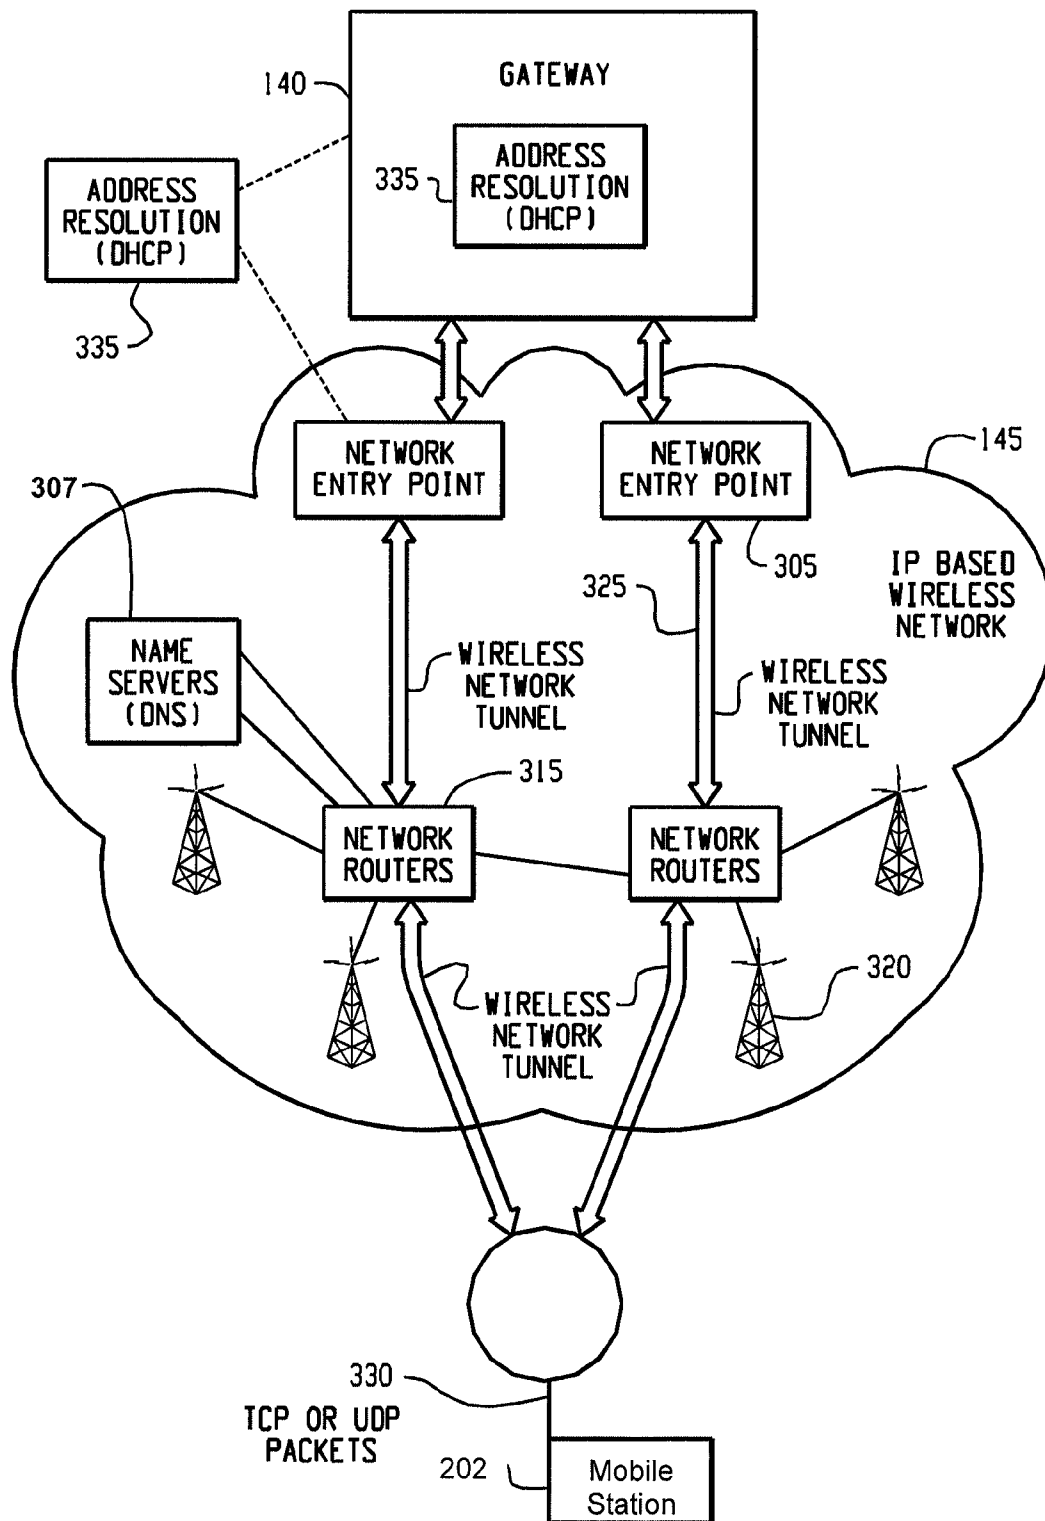 GATEWAY
140
ADDRESS
RESOLUTION
(DHCP)
335
ADDRESS
RESOLUTION
(DHCP)
335
NETWORK
ENTRY POINT
NETWORK
ENTRY POINT
145
307
305
325
IP BASED
WIRELESS
NETWORK
NAME
SERVERS
(DNS)
WIRELESS
NETWORK
TUNNEL
WIRELESS
NETWORK
TUNNEL
315
NETWORK
ROUTERS
NETWORK
ROUTERS
320
WIRELESS
NETWORK
TUNNEL
330
TCP OR UDP
PACKETS
202
Mobile
Station